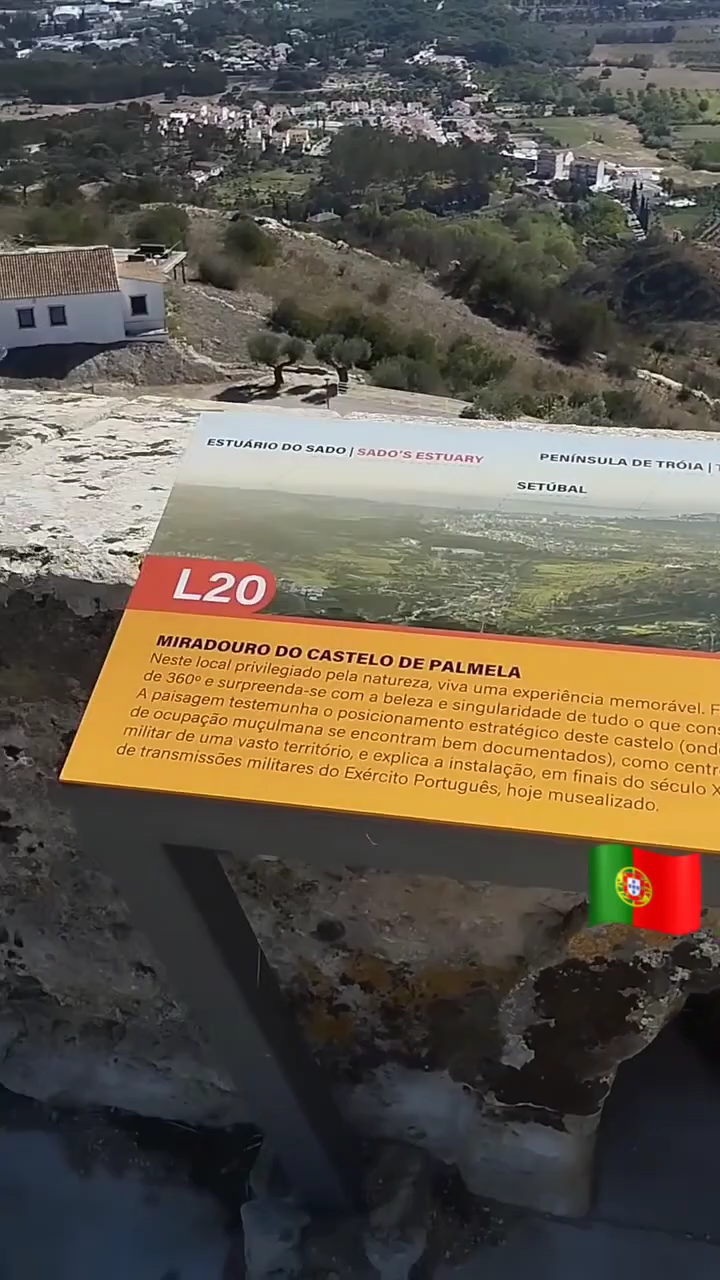 ESTUÁRIO DO SADO | SADO'S ESTUARY
PENÍNSULA DE TRÓIA |
SETÚBAL
L20
MIRADOURO DO CASTELO DE PALMELA
Neste local privilegiado pela natureza, viva uma experiência memorável.
de 360º e surpreenda-se com a beleza e singularidade de tudo o que
A paisagem testemunha o posicionamento estratégico deste castelo
de ocupação muçulmana se encontram bem documentados), como
militar de uma vasto território, e explica a instalação, em finais do século
de transmissões militares do Exército Português, hoje musealizado.